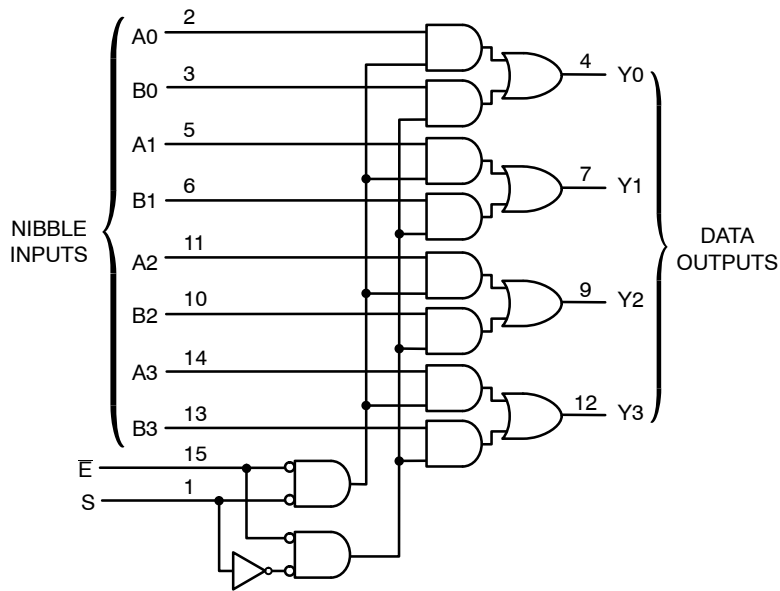 A0 2
4 Y0
B0 3
A1 5
7 Y1
B1 6
NIBBLE
INPUTS
DATA
OUTPUTS
A2 11
9 Y2
B2 10
A3 14
12 Y3
B3 13
E̅ 15
S 1